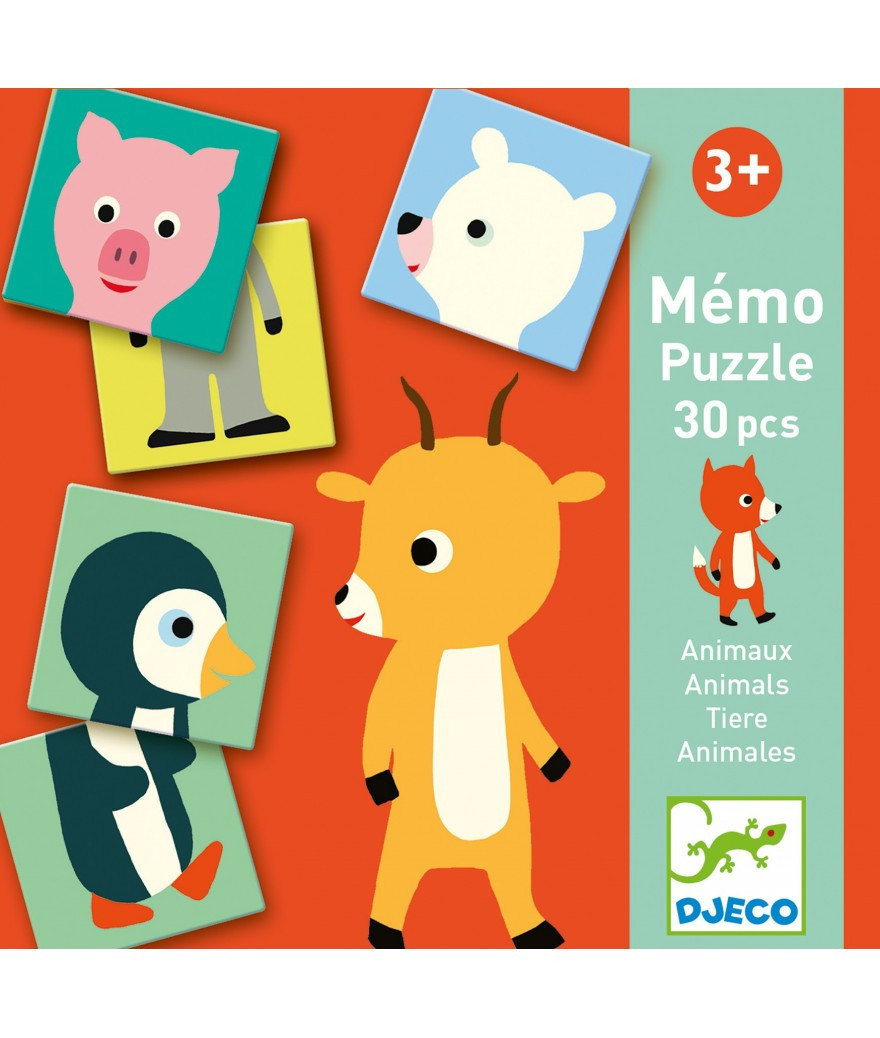 3+
Mémo
Puzzle
30 pcs
Animaux
Animals
Tiere
Animales
DJECO